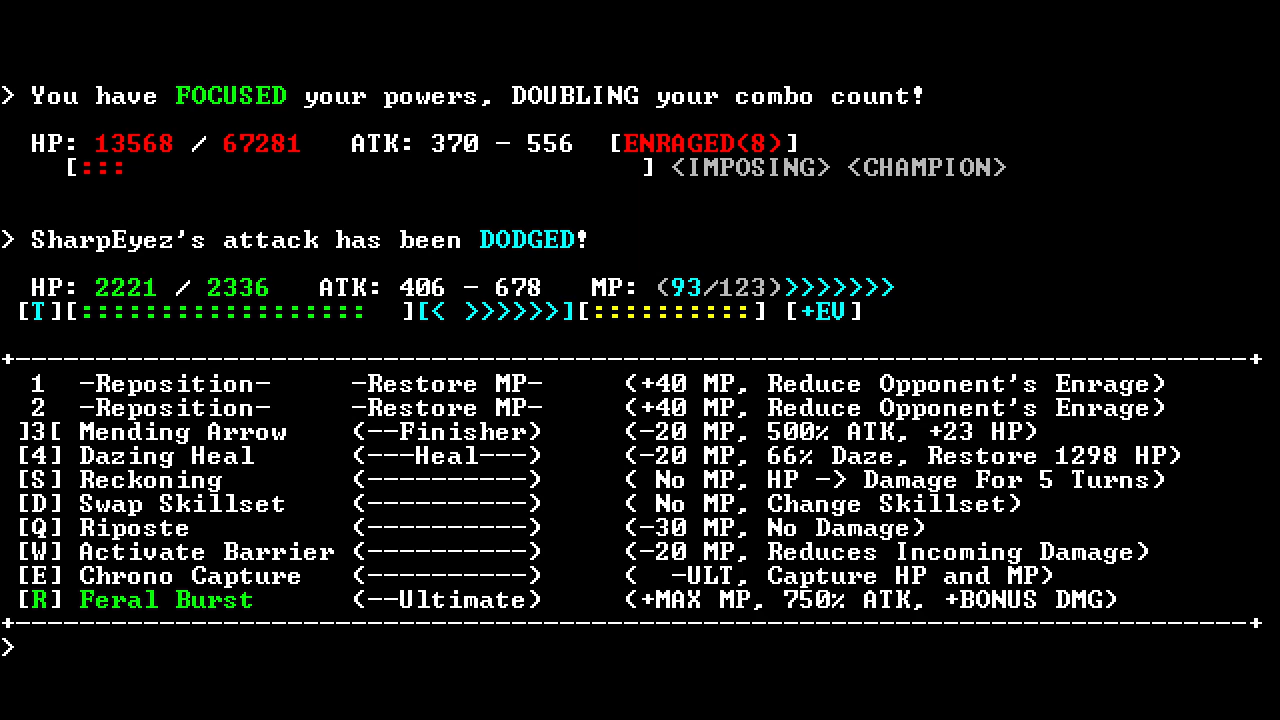 > You have FOCUSED your powers, DOUBLING your combo count!
HP: 13568 / 67281   ATK: 370 - 556  [ENRAGED(8)]
[:::                                ] <IMPOSING> <CHAMPION>
> SharpEyez's attack has been DODGED!
HP: 2221 / 2336   ATK: 406 - 678   MP: (93/123)>>>>>>>
[T][::::::::::::::::::  ][< >>>>>>][::::::::::] [+EV]
+-----------------------------------------------------------------------------+
1  -Reposition-     -Restore MP-     (+40 MP, Reduce Opponent's Enrage)
2  -Reposition-     -Restore MP-     (+40 MP, Reduce Opponent's Enrage)
]3[ Mending Arrow    (--Finisher)     (-20 MP, 500% ATK, +23 HP)
[4] Dazing Heal      (---Heal---)     (-20 MP, 66% Daze, Restore 1298 HP)
[S] Reckoning        (----------)     ( No MP, HP -> Damage For 5 Turns)
[D] Swap Skillset    (----------)     ( No MP, Change Skillset)
[Q] Riposte          (----------)     (-30 MP, No Damage)
[W] Activate Barrier (----------)     (-20 MP, Reduces Incoming Damage)
[E] Chrono Capture   (----------)     (  -ULT, Capture HP and MP)
[R] Feral Burst      (--Ultimate)     (+MAX MP, 750% ATK, +BONUS DMG)
+-----------------------------------------------------------------------------+
>